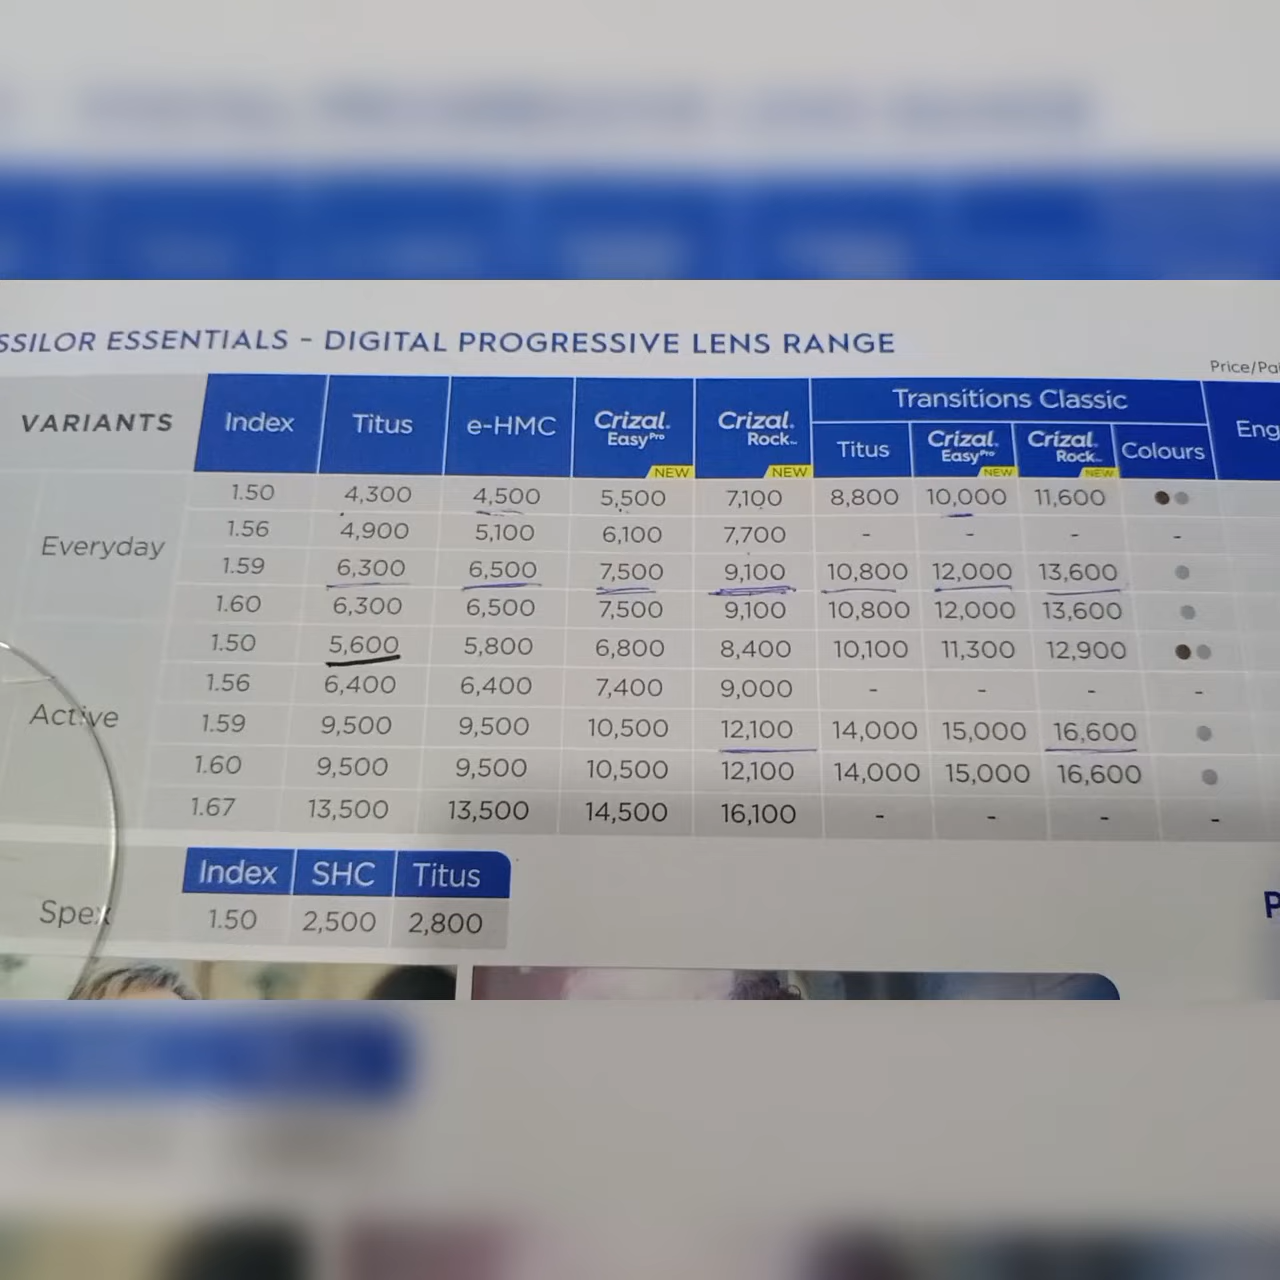 SSILOR ESSENTIALS – DIGITAL PROGRESSIVE LENS RANGE
VARIANTS Index Titus e-HMC Crizal. Easy Pro NEW Crizal. Rock™ NEW Transitions Classic
Titus Crizal. Easy Pro NEW Crizal. Rock™ NEW Colours
Everyday
1.50 4,300 4,500 5,500 7,100 8,800 10,000 11,600
1.56 4,900 5,100 6,100 7,700 - - - -
1.59 6,300 6,500 7,500 9,100 10,800 12,000 13,600
1.60 6,300 6,500 7,500 9,100 10,800 12,000 13,600
Active
1.50 5,600 5,800 6,800 8,400 10,100 11,300 12,900
1.56 6,400 6,400 7,400 9,000 - - - -
1.59 9,500 9,500 10,500 12,100 14,000 15,000 16,600
1.60 9,500 9,500 10,500 12,100 14,000 15,000 16,600
1.67 13,500 13,500 14,500 16,100 - - - -
Index SHC Titus
Spex 1.50 2,500 2,800